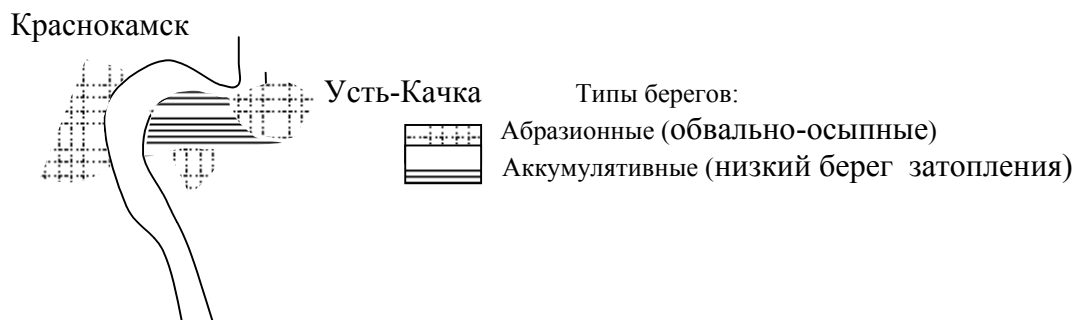 Краснокамск
Усть-Качка
Типы берегов:
Абразионные (обвально-осыпные)
Аккумулятивные (низкий берег затопления)